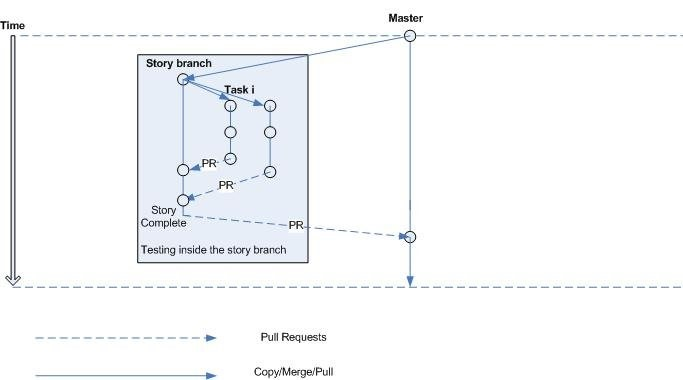 Master
Time
Story branch
Task i
PR
PR
Story
Complete
PR
Testing inside the story branch
Pull Requests
Copy/Merge/Pull